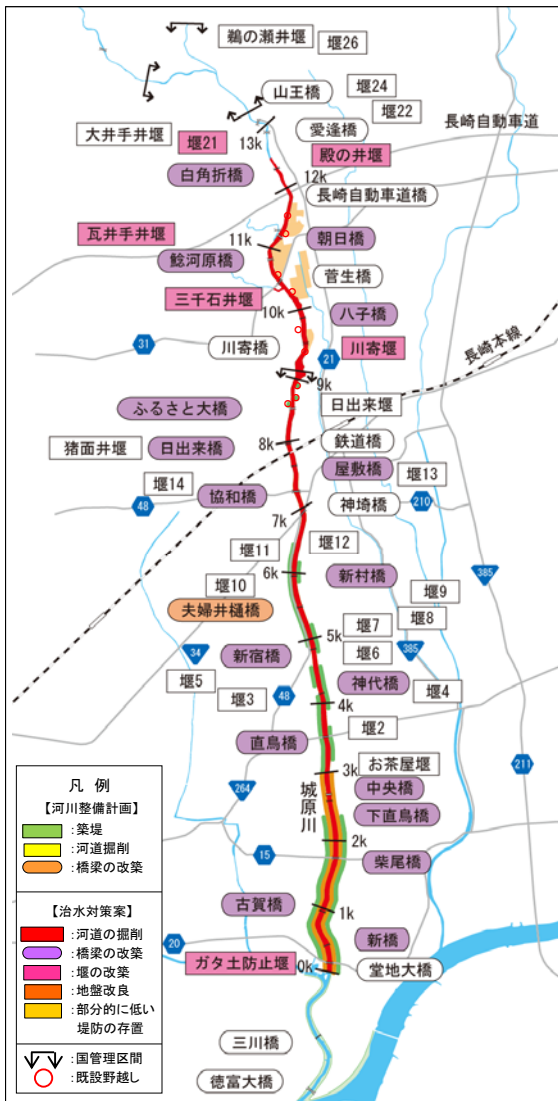 鵜の瀬井堰
堰26
山王橋
堰24
堰22
大井手井堰
13k
愛逢橋
長崎自動車道
堰21
殿の井堰
白角折橋
12k
長崎自動車道橋
瓦井手井堰
11k
朝日橋
鯰河原橋
菅生橋
三千石井堰
10k
八子橋
31
川寄橋
21
川寄堰
長崎本線
9k
ふるさと大橋
日出来堰
猪面井堰
日出来橋
8k
鉄道橋
屋敷橋
堰14
堰13
48
協和橋
神埼橋
210
7k
堰11
堰12
6k
新村橋
385
堰10
堰9
夫婦井樋橋
堰7
堰8
5k
34
新宿橋
堰6
385
堰5
神代橋
堰3
48
堰4
4k
堰2
直鳥橋
3k
お茶屋堰
211
264
城原川
中央橋
下直鳥橋
2k
15
柴尾橋
古賀橋
1k
20
新橋
ガタ土防止堰
0k
堂地大橋
三川橋
徳富大橋
凡 例
【河川整備計画】
:築堤
:河道掘削
:橋梁の改築
【治水対策案】
:河道の掘削
:橋梁の改築
:堰の改築
:地盤改良
:部分的に低い
堤防の存置
:国管理区間
:既設野越し